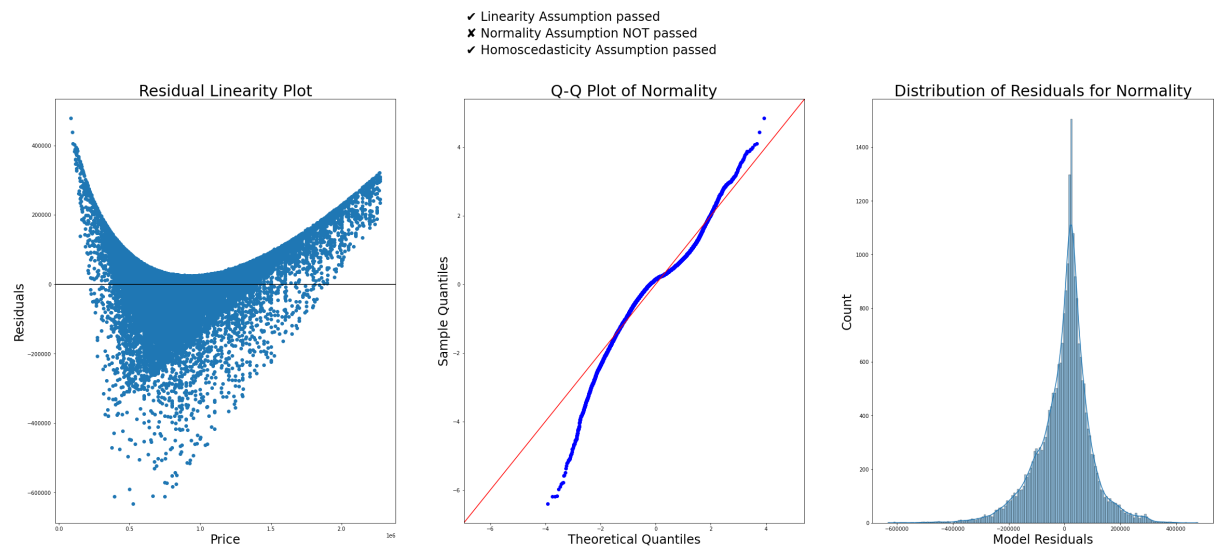 ✔ Linearity Assumption passed
✘ Normality Assumption NOT passed
✔ Homoscedasticity Assumption passed
Residual Linearity Plot
Residuals
400000
200000
0
−200000
−400000
−600000
0.0 0.5 1.0 1.5 2.0
1e6
Price
Q-Q Plot of Normality
Sample Quantiles
4
2
0
−2
−4
−6
−6 −4 −2 0 2 4
Theoretical Quantiles
Distribution of Residuals for Normality
Count
1400
1200
1000
800
600
400
200
0
−600000 −400000 −200000 0 200000 400000
Model Residuals